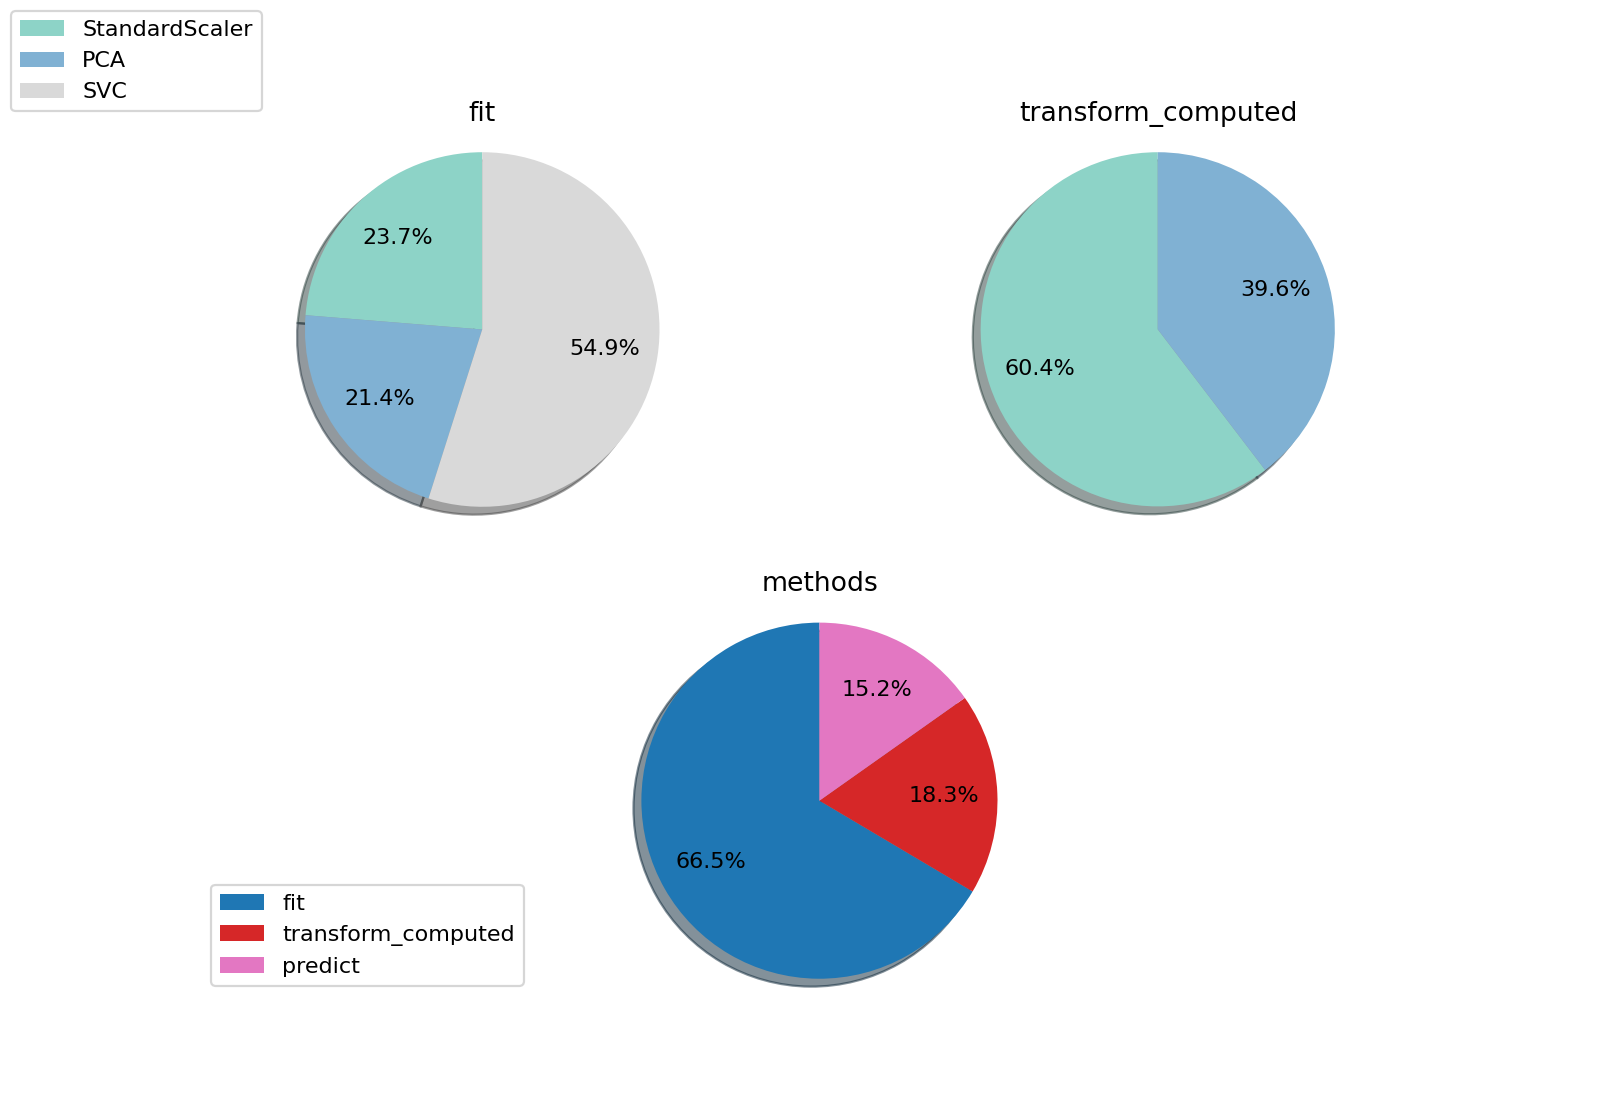 StandardScaler
PCA
SVC
fit
23.7%
21.4%
54.9%
transform_computed
39.6%
60.4%
methods
15.2%
18.3%
66.5%
fit
transform_computed
predict